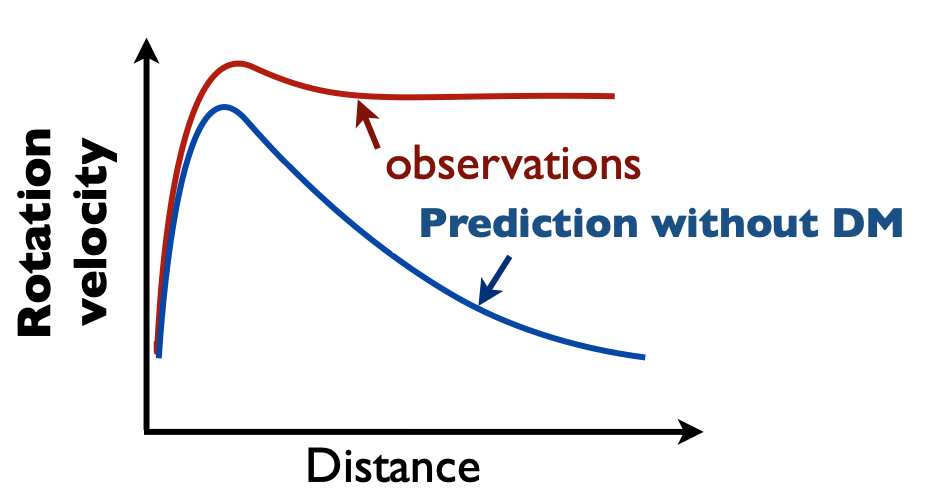 Rotation
velocity
observations
Prediction without DM
Distance